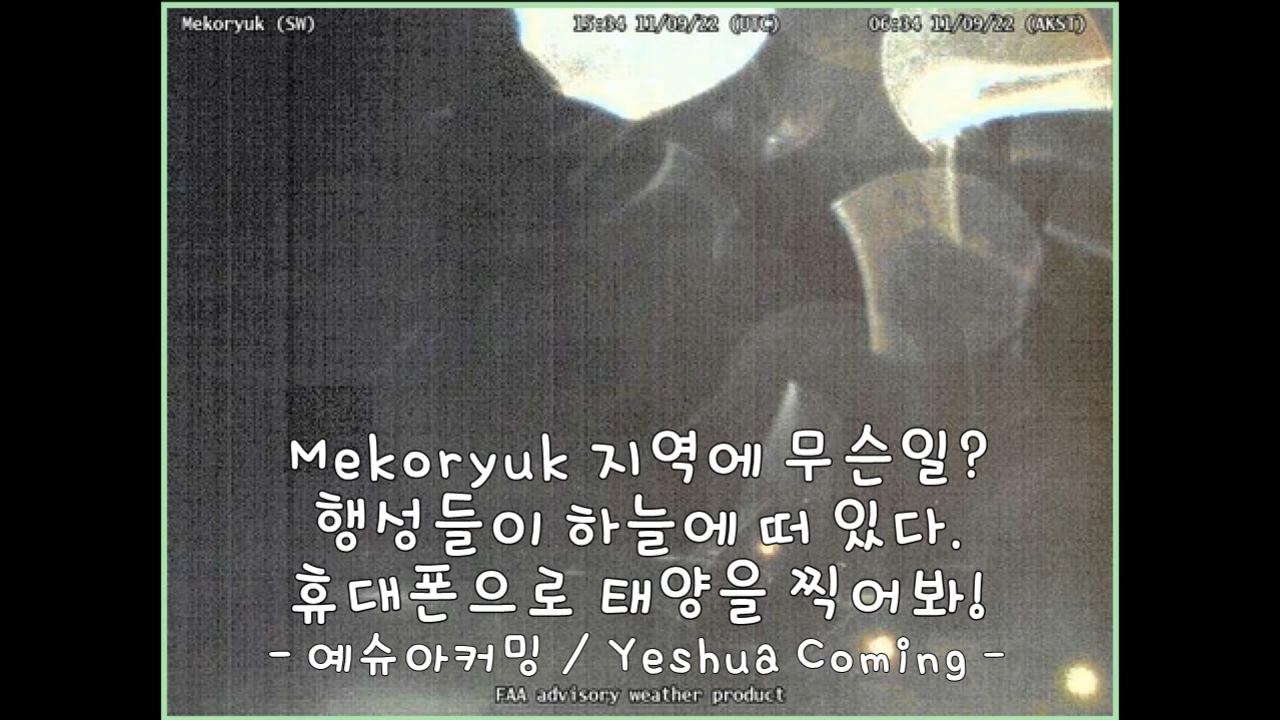 Mekoryuk (SW) 15:34 11/09/22 (UTC) 06:34 11/09/22 (AKST)
Mekoryuk 지역에 무슨일?
행성들이 하늘에 떠 있다.
휴대폰으로 태양을 찍어봐!
- 예슈아커밍 / Yeshua Coming -
FAA advisory weather product